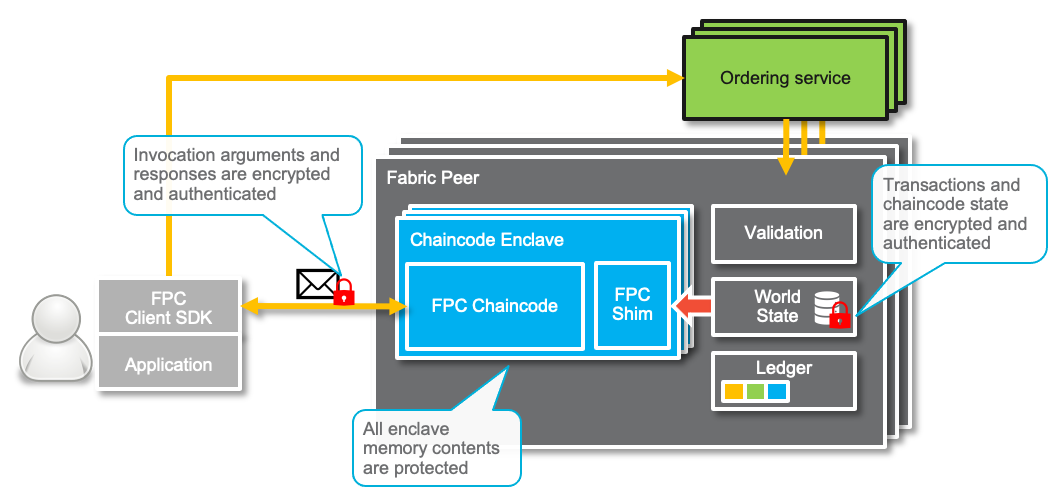 Ordering service
Invocation arguments and
responses are encrypted
and authenticated
Fabric Peer
Transactions and
chaincode state
are encrypted and
authenticated
Chaincode Enclave
Validation
FPC
Client SDK
FPC Chaincode
FPC
Shim
World
State
Application
Ledger
All enclave
memory contents
are protected